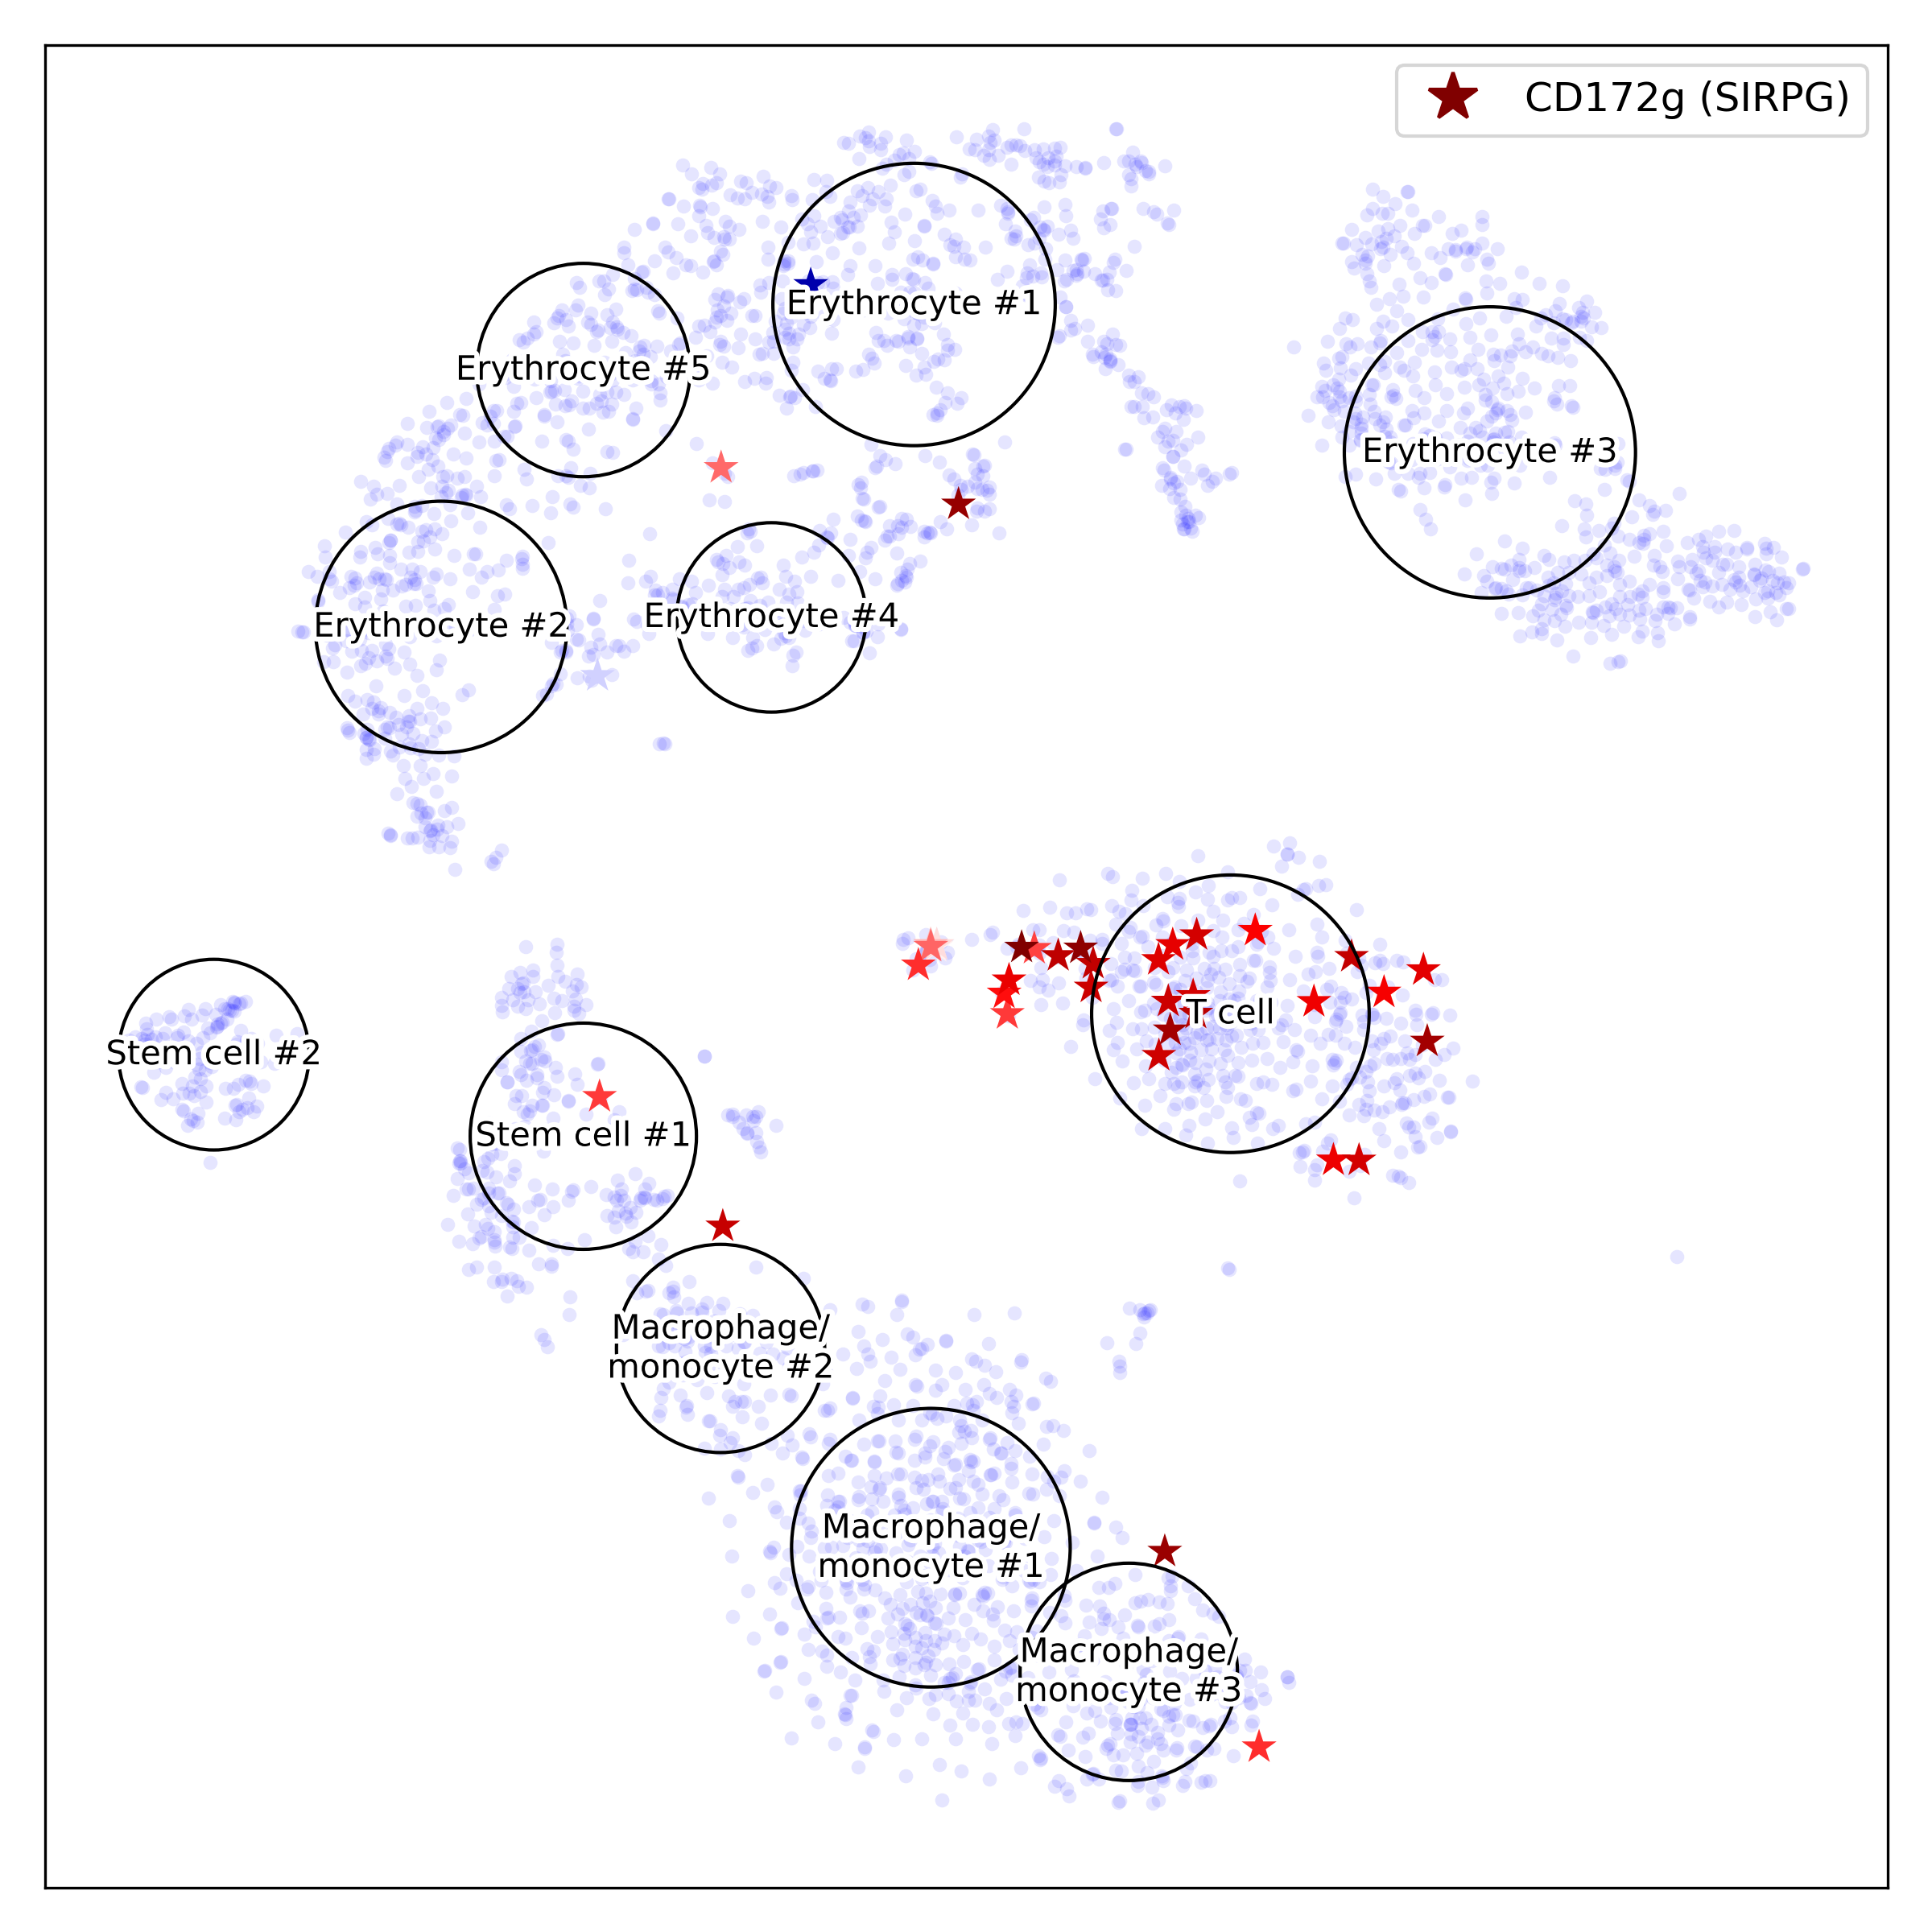 CD172g (SIRPG)
Erythrocyte #1
Erythrocyte #5
Erythrocyte #3
Erythrocyte #4
Erythrocyte #2
T cell
Stem cell #2
Stem cell #1
Macrophage/
monocyte #2
Macrophage/
monocyte #1
Macrophage/
monocyte #3